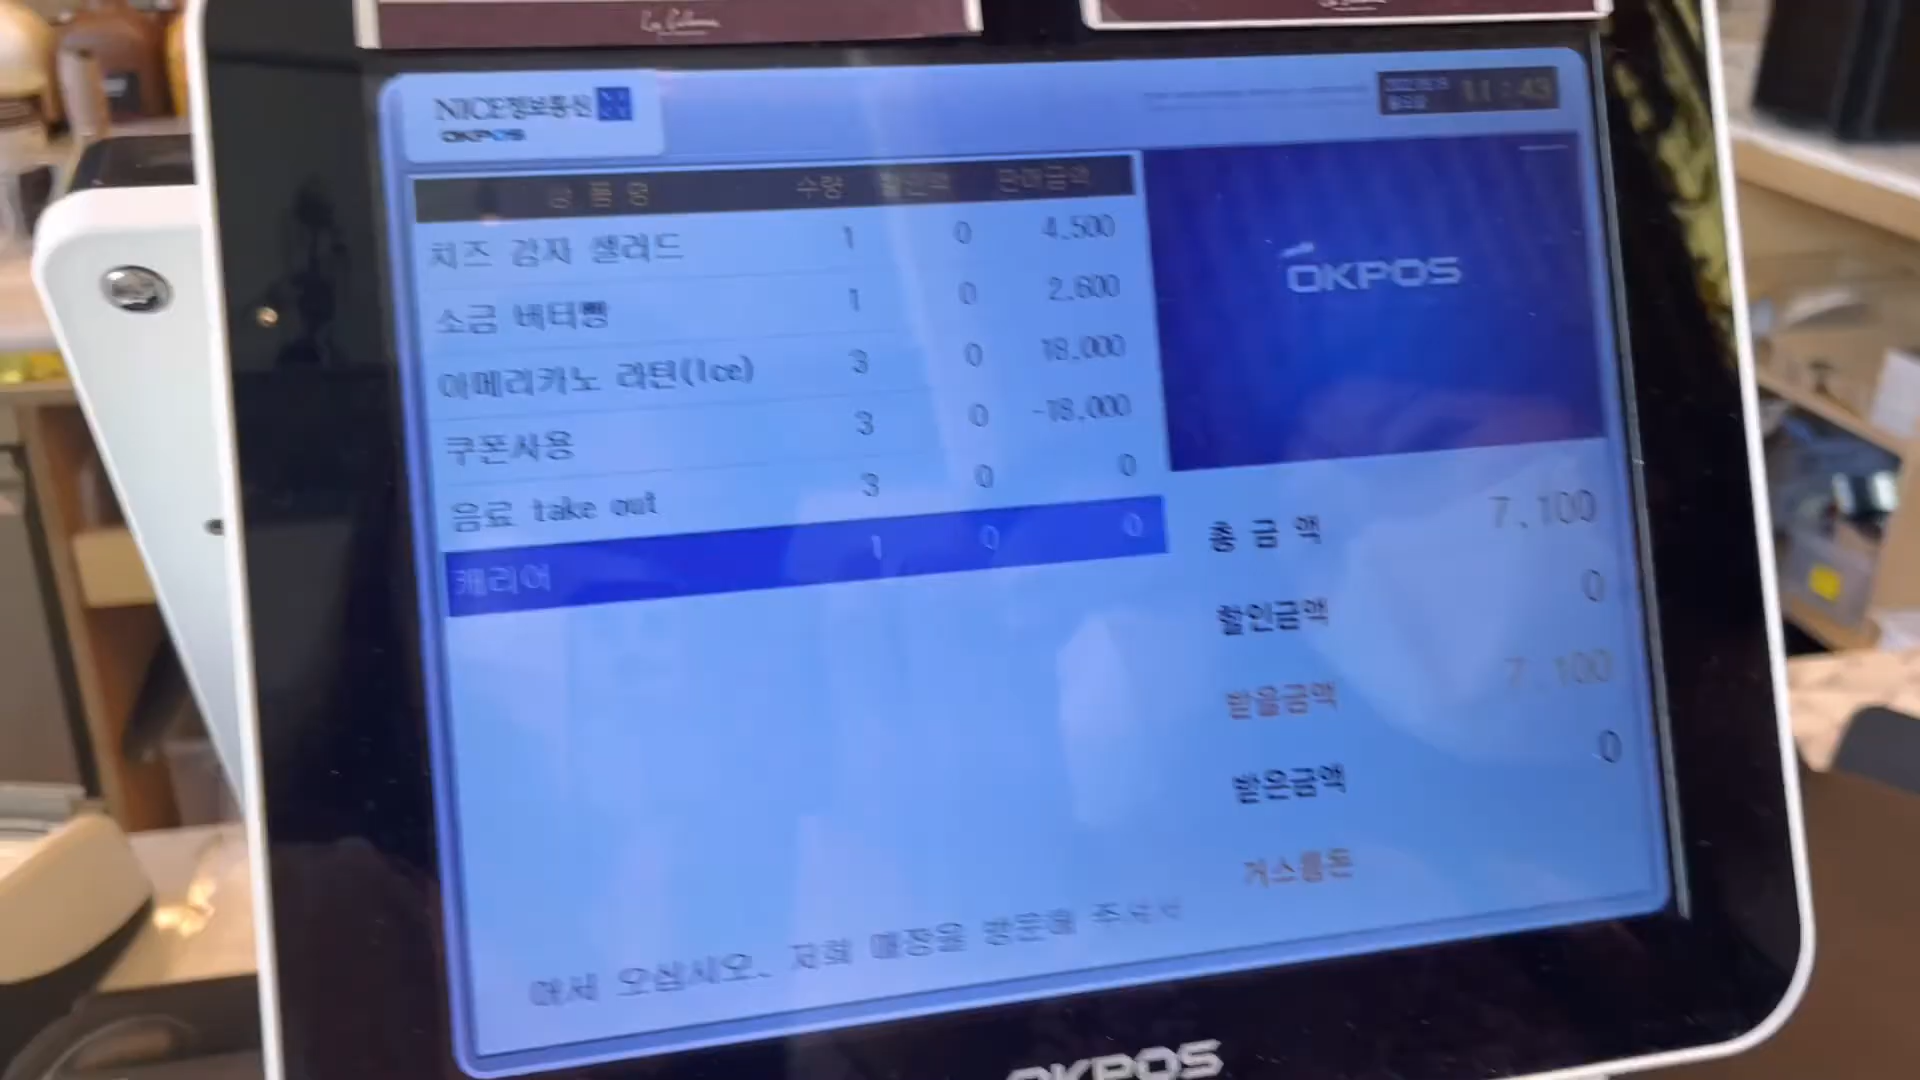 NICE정보통신 NICE
OKPOS
11:43
상 품 명 수량 할인액 판매금액
치즈 감자 샐러드 1 0 4,500
소금 버터빵 1 0 2,600
아메리카노 라틴(Ice) 3 0 18,000
쿠폰사용 3 0 -18,000
음료 take out 3 0 0
캐리어 1 0 0
OKPOS
총 금 액 7,100
할인금액 0
받을금액 7,100
받은금액 0
거스름돈
어서 오십시오. 저희 매장을 방문해 주셔서
OKPOS